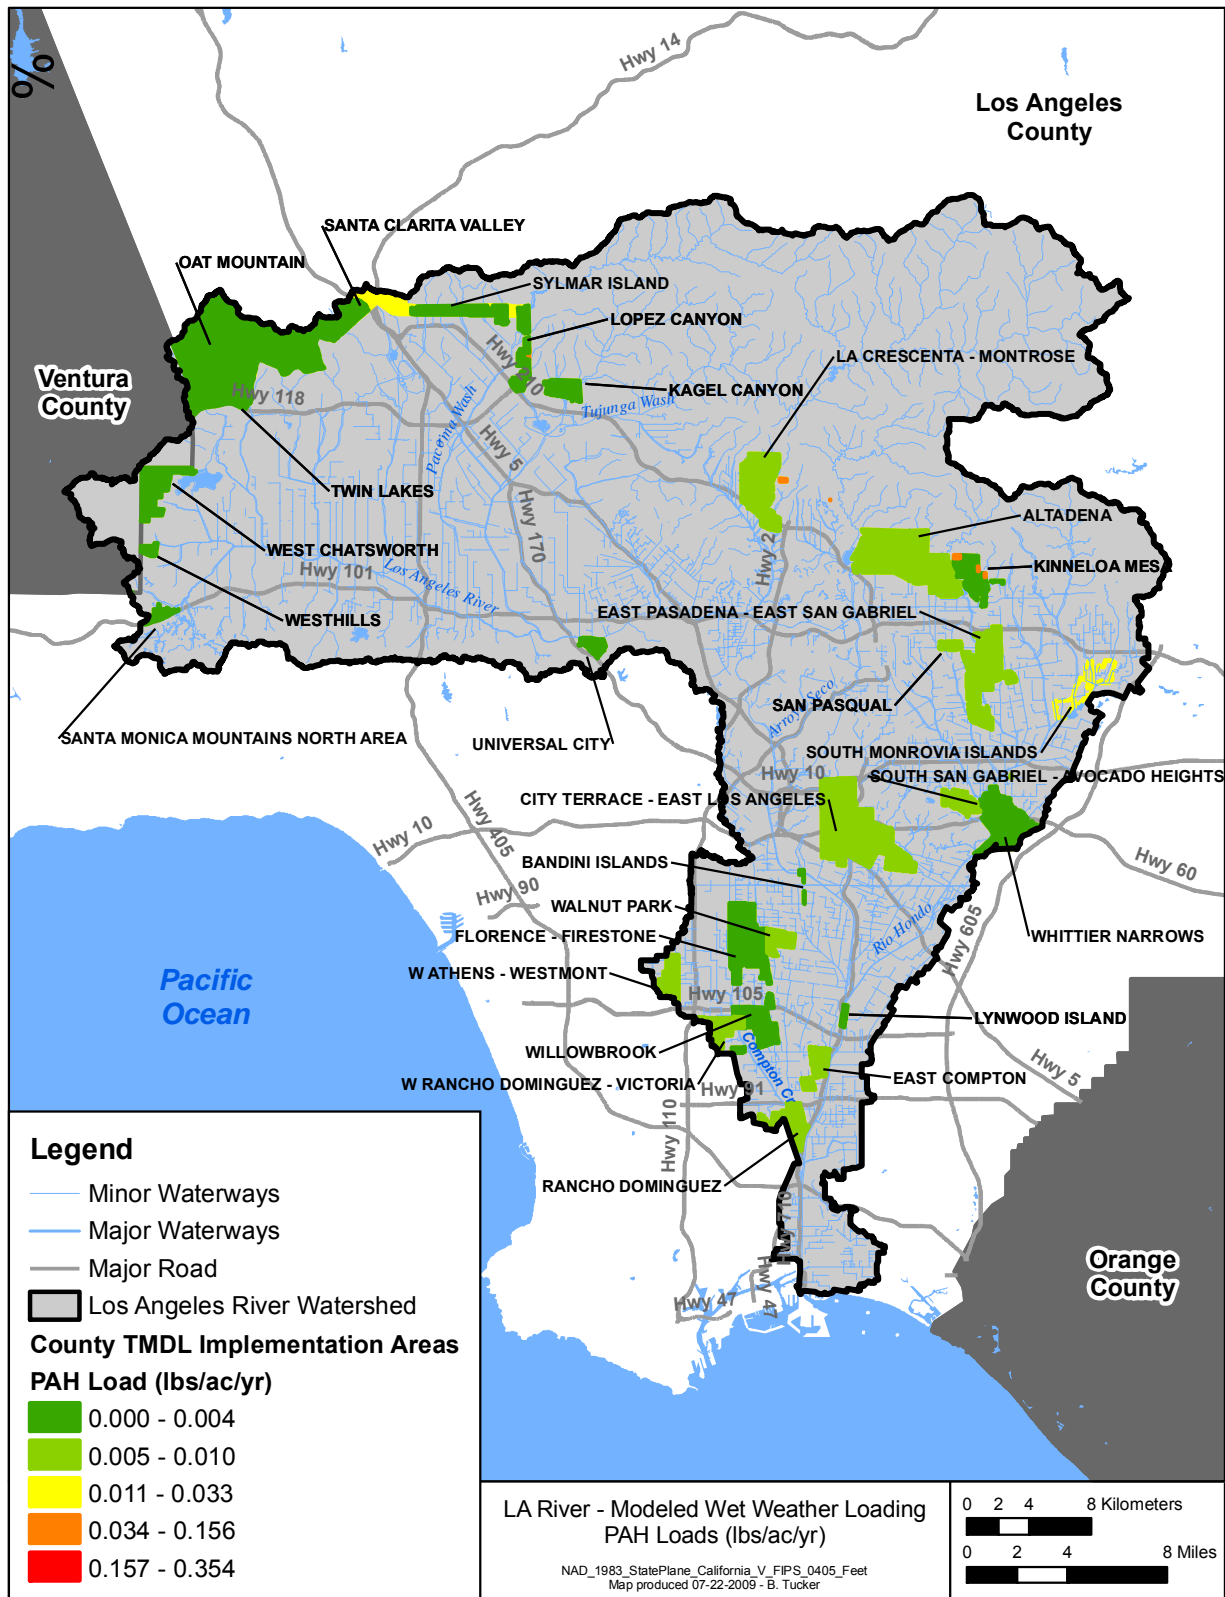 %
Hwy 14
Los Angeles
County
SANTA CLARITA VALLEY
OAT MOUNTAIN
SYLMAR ISLAND
LOPEZ CANYON
LA CRESCENTA - MONTROSE
Ventura
County
Hwy 210
KAGEL CANYON
Hwy 118
Tujunga Wash
Pacoima Wash
Hwy 5
TWIN LAKES
Hwy 170
ALTADENA
WEST CHATSWORTH
Hwy 2
KINNELOA MESA
Hwy 101
Los Angeles River
EAST PASADENA - EAST SAN GABRIEL
WESTHILLS
SAN PASQUAL
Arroyo Seco
SANTA MONICA MOUNTAINS NORTH AREA
UNIVERSAL CITY
SOUTH MONROVIA ISLANDS
Hwy 10
SOUTH SAN GABRIEL - AVOCADO HEIGHTS
CITY TERRACE - EAST LOS ANGELES
Hwy 405
Hwy 10
BANDINI ISLANDS
Hwy 60
Hwy 90
WALNUT PARK
Rio Hondo
Hwy 605
FLORENCE - FIRESTONE
WHITTIER NARROWS
W ATHENS - WESTMONT
Pacific
Ocean
Hwy 105
LYNWOOD ISLAND
WILLOWBROOK
Compton Cr
W RANCHO DOMINGUEZ - VICTORIA
Hwy 91
EAST COMPTON
Hwy 5
Hwy 110
RANCHO DOMINGUEZ
Hwy 710
Orange
County
Hwy 47
Hwy 47
Legend
Minor Waterways
Major Waterways
Major Road
Los Angeles River Watershed
County TMDL Implementation Areas
PAH Load (lbs/ac/yr)
0.000 - 0.004
0.005 - 0.010
0.011 - 0.033
0.034 - 0.156
0.157 - 0.354
LA River - Modeled Wet Weather Loading
PAH Loads (lbs/ac/yr)
NAD_1983_StatePlane_California_V_FIPS_0405_Feet
Map produced 07-22-2009 - B. Tucker
0 2 4 8 Kilometers
0 2 4 8 Miles